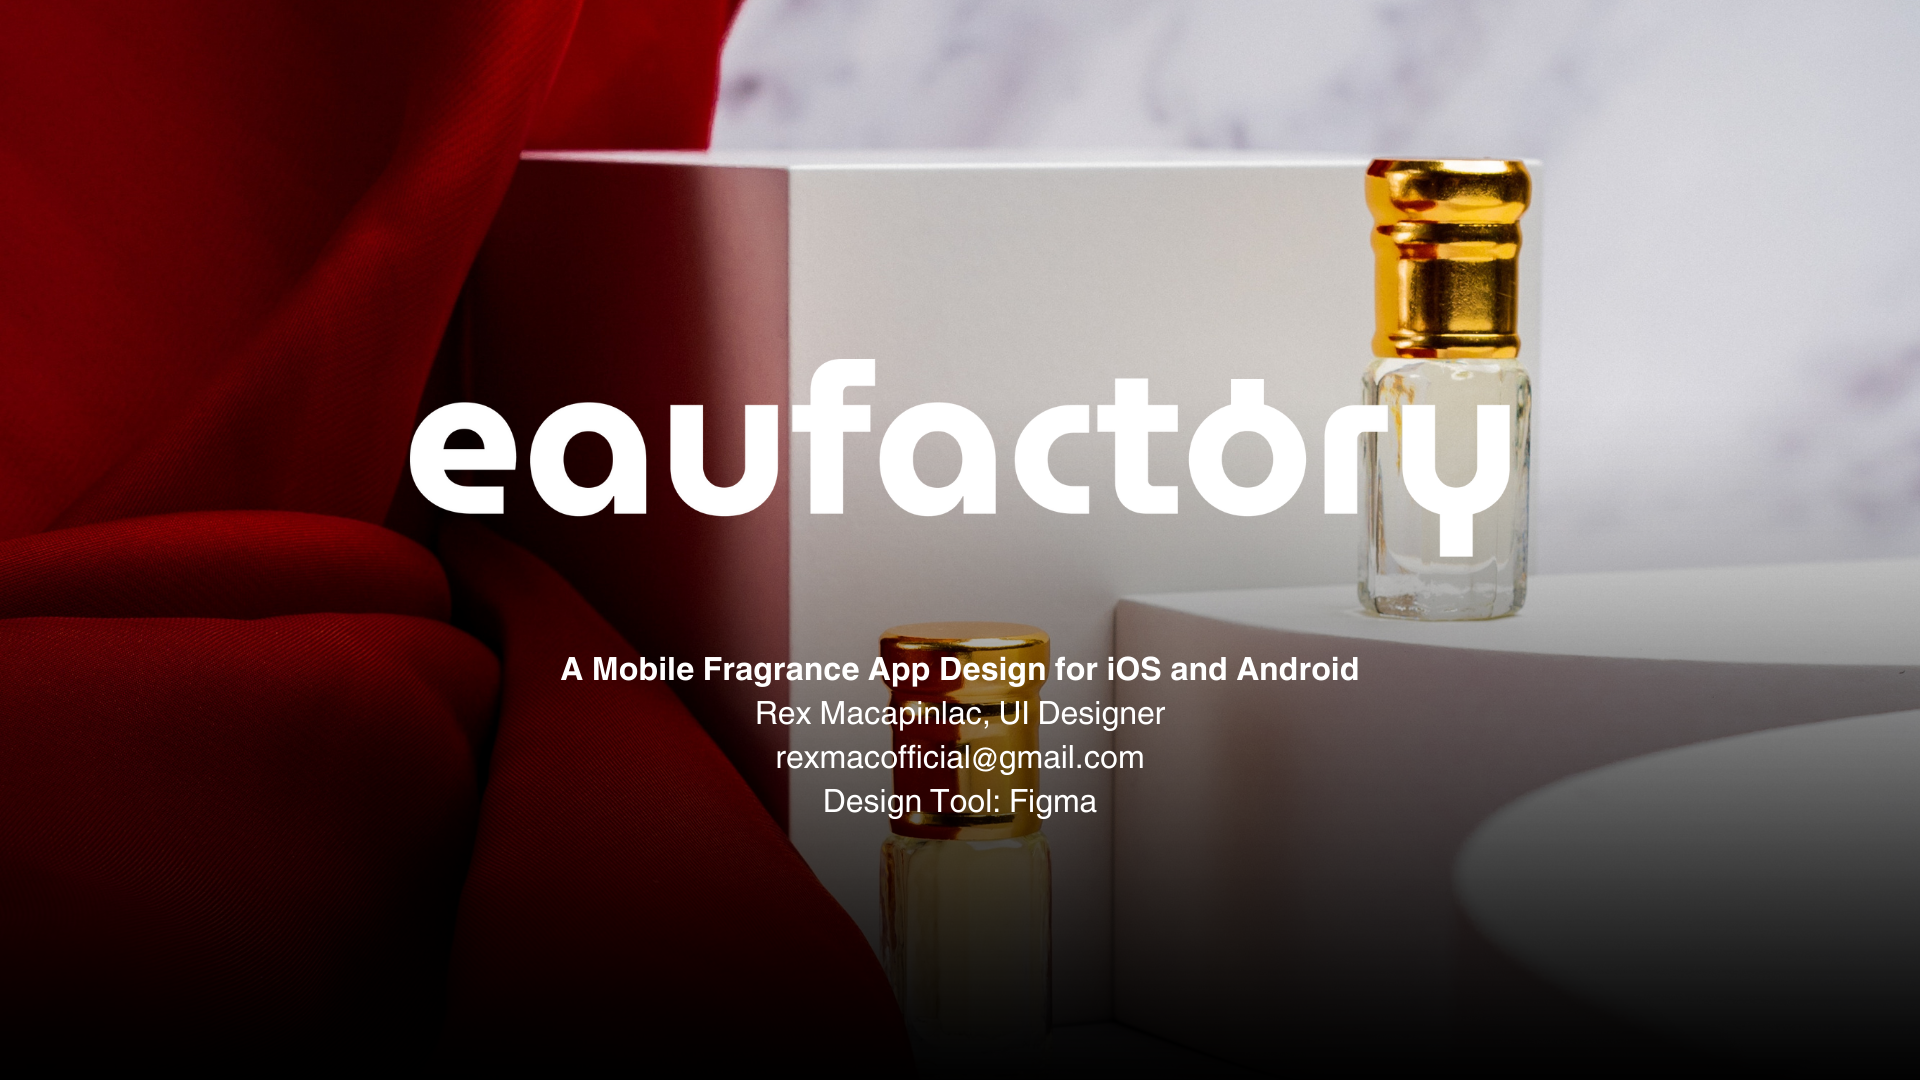 eaufactory
A Mobile Fragrance App Design for iOS and Android
Rex Macapinlac, UI Designer
rexmacofficial@gmail.com
Design Tool: Figma